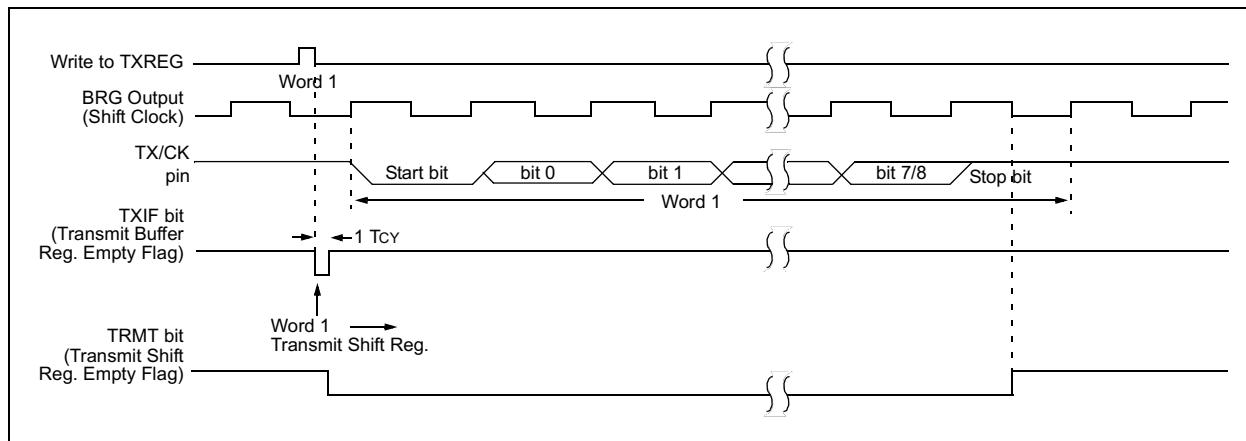 Write to TXREG
Word 1
BRG Output
(Shift Clock)
TX/CK
pin
Start bit
bit 0
bit 1
bit 7/8
Stop bit
Word 1
TXIF bit
(Transmit Buffer
Reg. Empty Flag)
1 TCY
Word 1
Transmit Shift Reg.
TRMT bit
(Transmit Shift
Reg. Empty Flag)